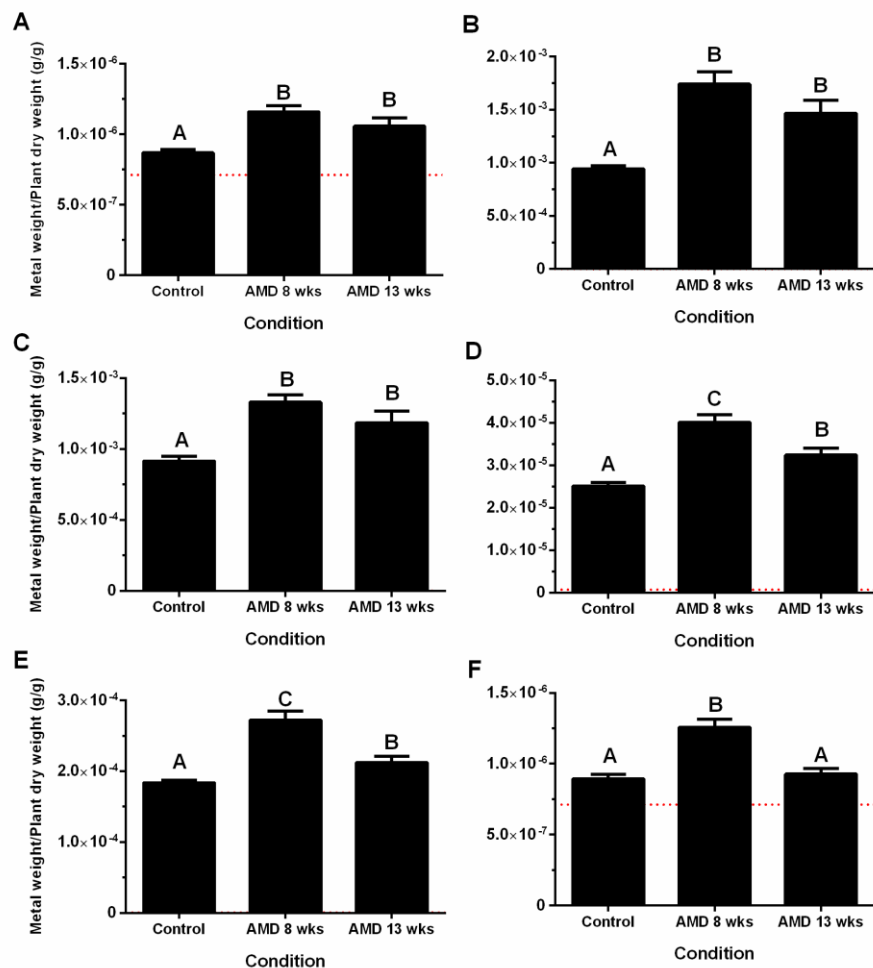 A
Metal weight/Plant dry weight (g/g)
1.5×10⁻⁶
1.0×10⁻⁶
5.0×10⁻⁷
0
A
B
B
Control
AMD 8 wks
AMD 13 wks
Condition
B
2.0×10⁻³
1.5×10⁻³
1.0×10⁻³
5.0×10⁻⁴
0
A
B
B
Control
AMD 8 wks
AMD 13 wks
Condition
C
Metal weight/Plant dry weight (g/g)
1.5×10⁻³
1.0×10⁻³
5.0×10⁻⁴
0
A
B
B
Control
AMD 8 wks
AMD 13 wks
Condition
D
5.0×10⁻⁵
4.0×10⁻⁵
3.0×10⁻⁵
2.0×10⁻⁵
1.0×10⁻⁵
0
A
C
B
Control
AMD 8 wks
AMD 13 wks
Condition
E
Metal weight/Plant dry weight (g/g)
3.0×10⁻⁴
2.0×10⁻⁴
1.0×10⁻⁴
0
A
C
B
Control
AMD 8 wks
AMD 13 wks
Condition
F
1.5×10⁻⁶
1.0×10⁻⁶
5.0×10⁻⁷
0
A
B
A
Control
AMD 8 wks
AMD 13 wks
Condition